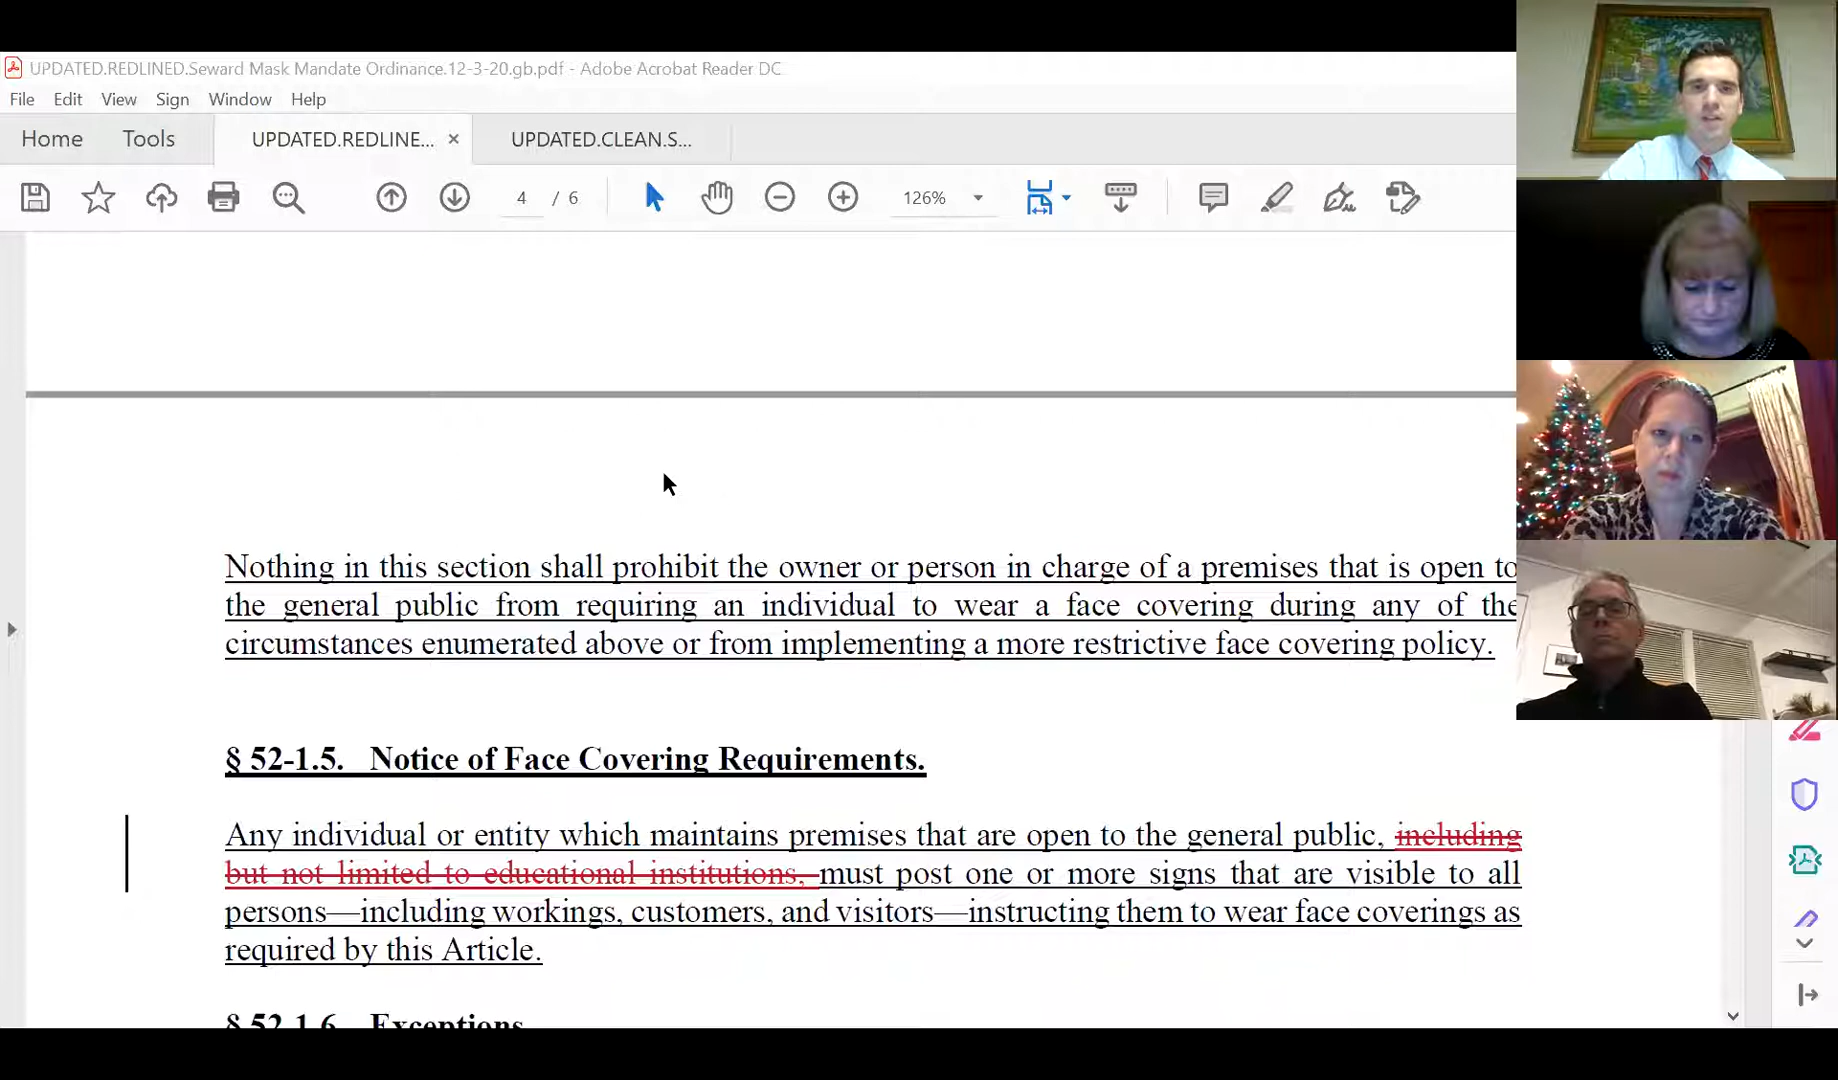 UPDATED.REDLINED.Seward Mask Mandate Ordinance.12-3-20.gb.pdf - Adobe Acrobat Reader DC
File Edit View Sign Window Help
Home Tools UPDATED.REDLINE... × UPDATED.CLEAN.S...
4 / 6 126%
Nothing in this section shall prohibit the owner or person in charge of a premises that is open to
the general public from requiring an individual to wear a face covering during any of the
circumstances enumerated above or from implementing a more restrictive face covering policy.
§ 52-1.5. Notice of Face Covering Requirements.
Any individual or entity which maintains premises that are open to the general public, including
but not limited to educational institutions, must post one or more signs that are visible to all
persons—including workings, customers, and visitors—instructing them to wear face coverings as
required by this Article.
§ 52-1.6. Exceptions.